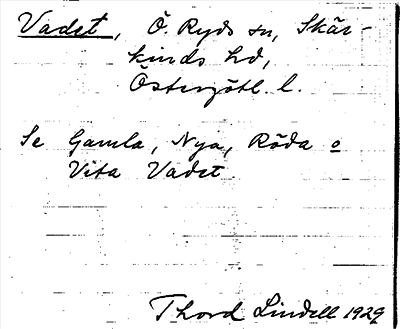 Vadet, Ö. Ryds sn, Skär-
kinds hd,
Östergötl. l.
Se Gamla, Nya, Röda o
Vita Vadet
Thord Lindell 1929